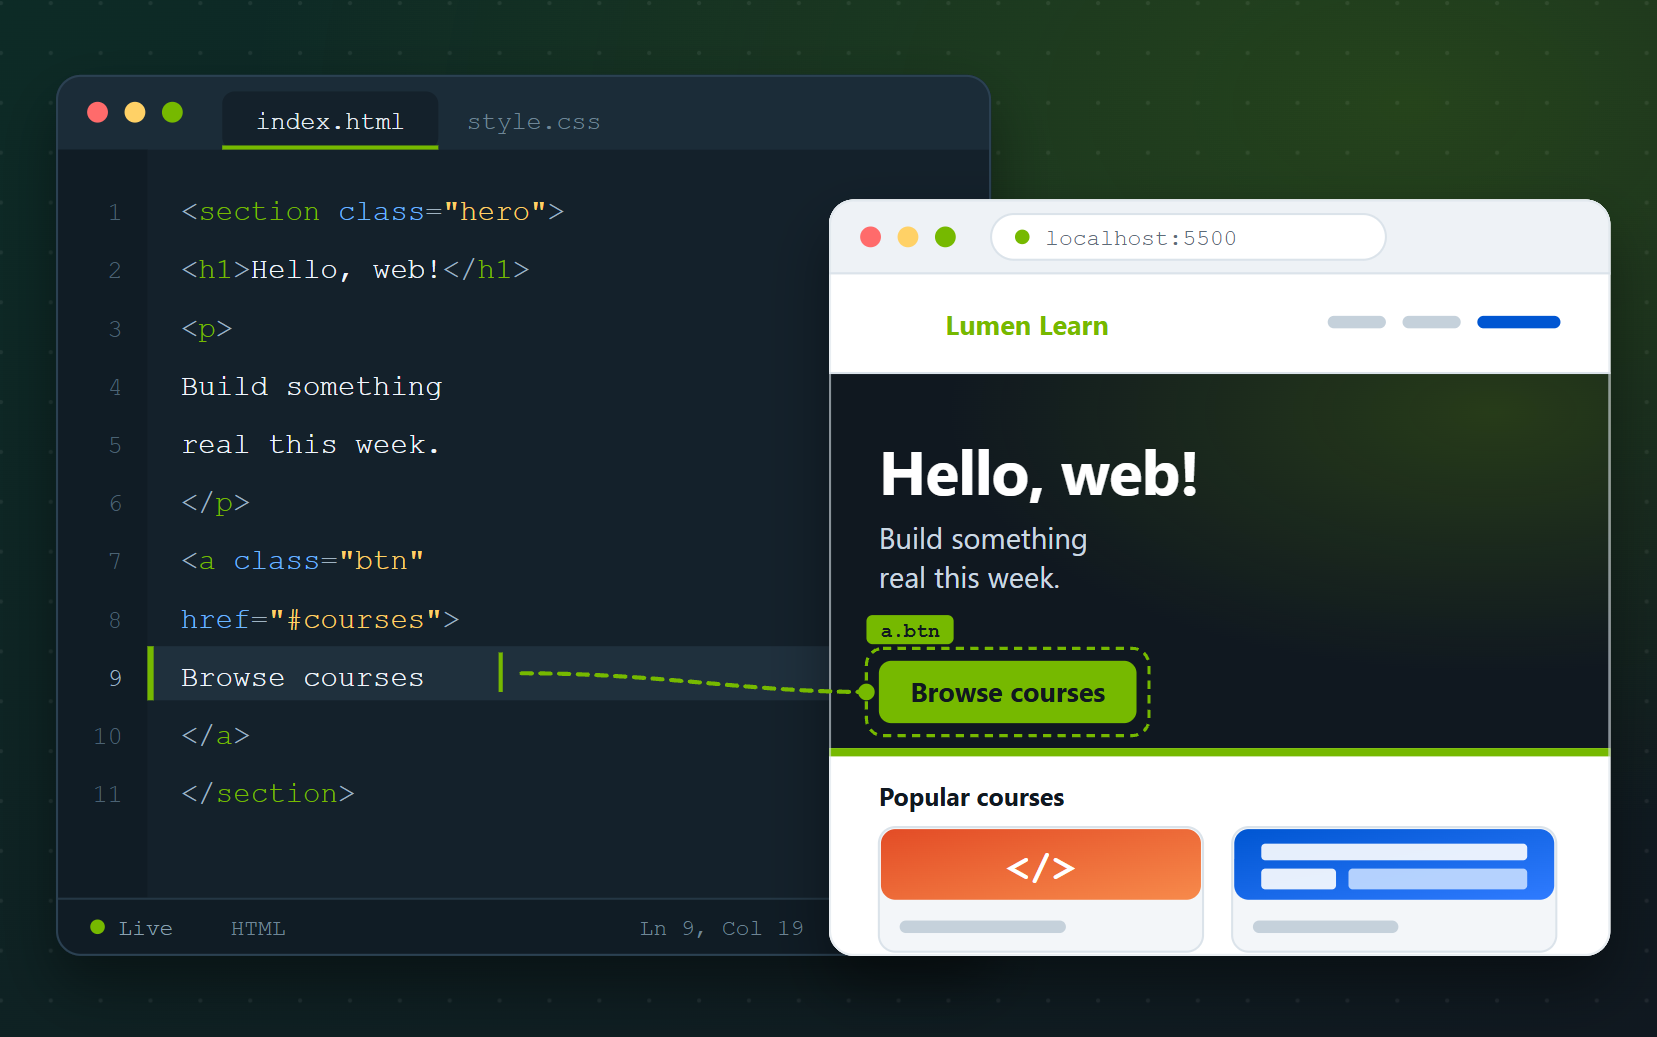 index.html style.css
1 <section class="hero">
2 <h1>Hello, web!</h1>
3 <p>
4 Build something
5 real this week.
6 </p>
7 <a class="btn"
8 href="#courses">
9 Browse courses
10 </a>
11 </section>
Live HTML Ln 9, Col 19
localhost:5500
Lumen Learn
Hello, web!
Build something
real this week.
a.btn
Browse courses
Popular courses
</>